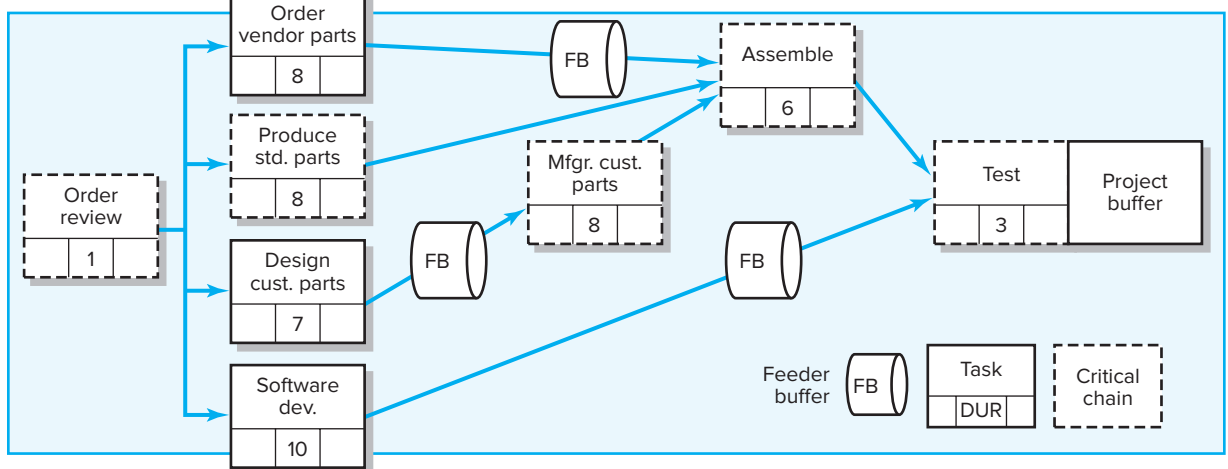 Order
vendor parts
8
FB
Assemble
6
Produce
std. parts
8
Mfgr. cust.
parts
8
Test
3
Project
buffer
Order
review
1
Design
cust. parts
7
FB
FB
Software
dev.
10
Feeder
buffer
FB
Task
DUR
Critical
chain